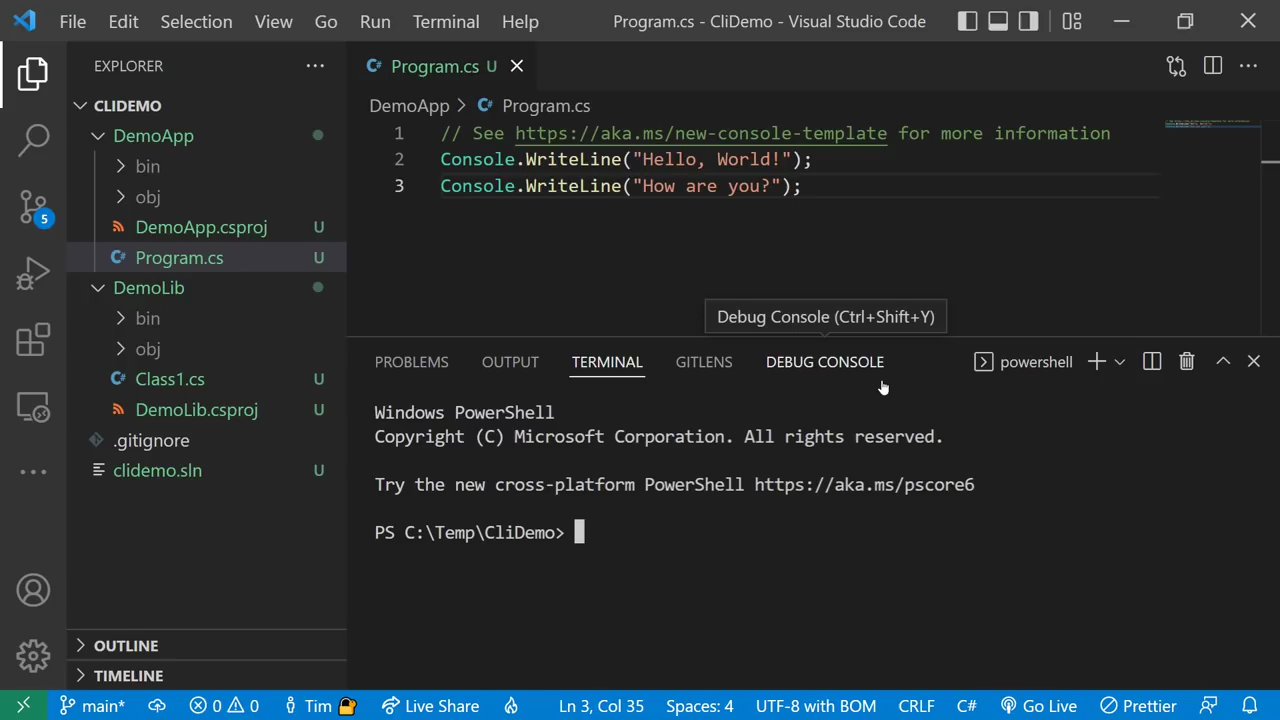 File Edit Selection View Go Run Terminal Help Program.cs - CliDemo - Visual Studio Code
EXPLORER
CLIDEMO
DemoApp
bin
obj
DemoApp.csproj U
Program.cs U
DemoLib
bin
obj
Class1.cs U
DemoLib.csproj U
.gitignore
clidemo.sln U
OUTLINE
TIMELINE
5
C# Program.cs U
DemoApp > C# Program.cs
1 // See https://aka.ms/new-console-template for more information
2 Console.WriteLine("Hello, World!");
3 Console.WriteLine("How are you?");
Debug Console (Ctrl+Shift+Y)
PROBLEMS OUTPUT TERMINAL GITLENS DEBUG CONSOLE powershell
Windows PowerShell
Copyright (C) Microsoft Corporation. All rights reserved.
Try the new cross-platform PowerShell https://aka.ms/pscore6
PS C:\Temp\CliDemo>
main* 0 0 Tim Live Share Ln 3, Col 35 Spaces: 4 UTF-8 with BOM CRLF C# Go Live Prettier